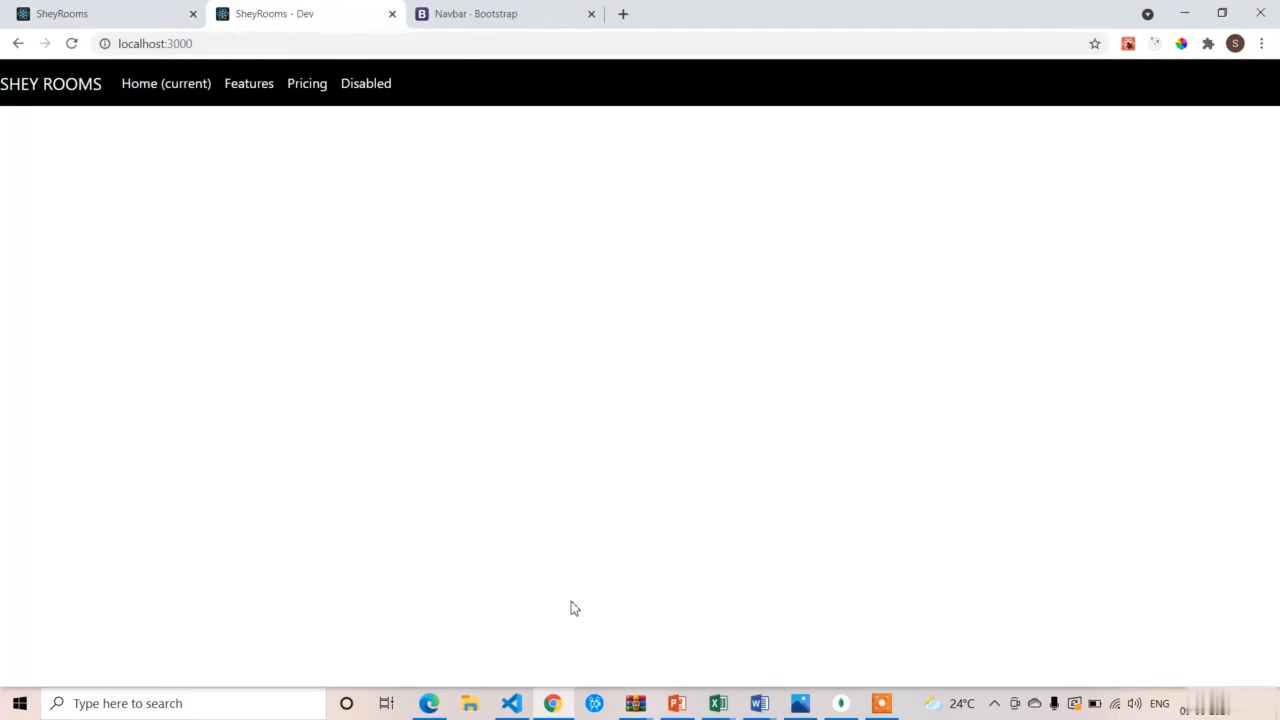 SheyRooms
SheyRooms - Dev
Navbar · Bootstrap
localhost:3000
S
SHEY ROOMS Home (current) Features Pricing Disabled
Type here to search
24°C
ENG